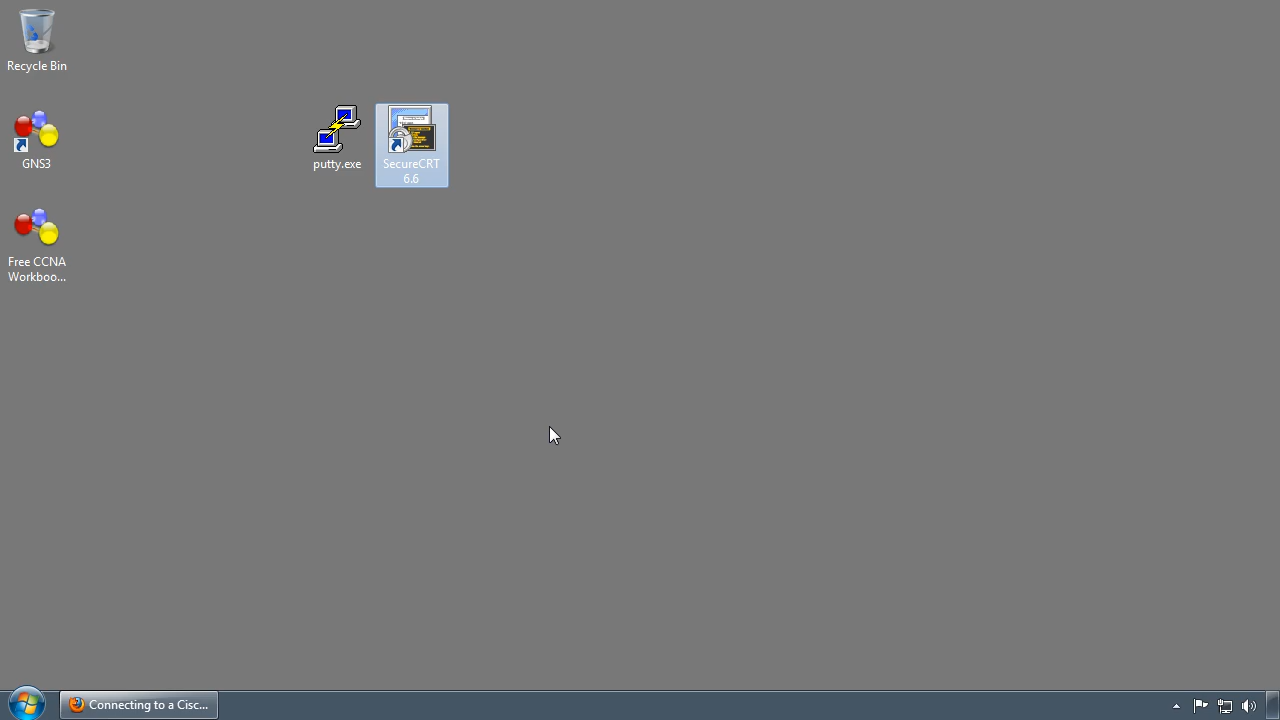 Recycle Bin
GNS3
Free CCNA
Workboo...
putty.exe
SecureCRT
6.6
Connecting to a Cisc...